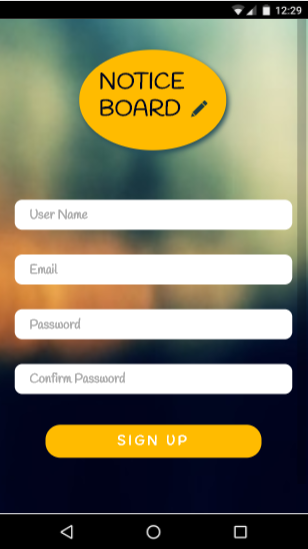 12:29
NOTICE
BOARD
User Name
Email
Password
Confirm Password
SIGN UP